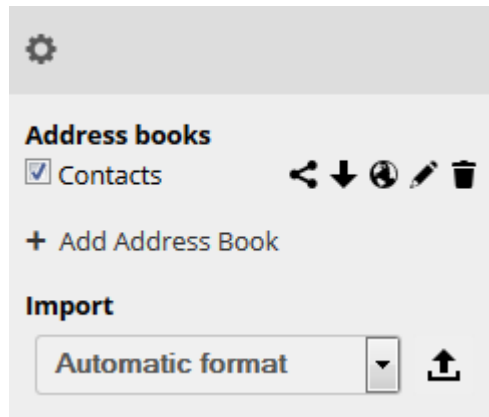 Address books
Contacts
+ Add Address Book
Import
Automatic format